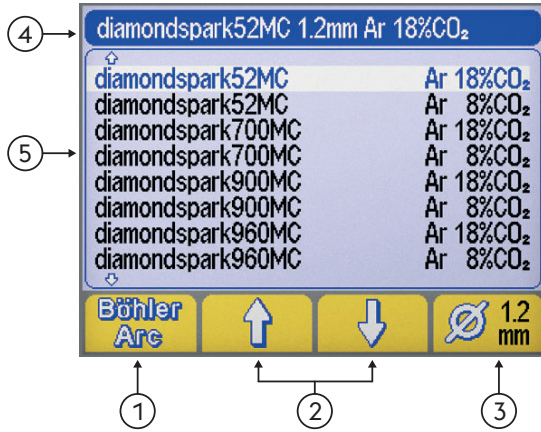 diamondspark52MC 1.2mm Ar 18%CO₂
diamondspark52MC Ar 18%CO₂
diamondspark52MC Ar 8%CO₂
diamondspark700MC Ar 18%CO₂
diamondspark700MC Ar 8%CO₂
diamondspark900MC Ar 18%CO₂
diamondspark900MC Ar 8%CO₂
diamondspark960MC Ar 18%CO₂
diamondspark960MC Ar 8%CO₂
Böhler Ø 1.2
Arc mm
4
5
1 2 3